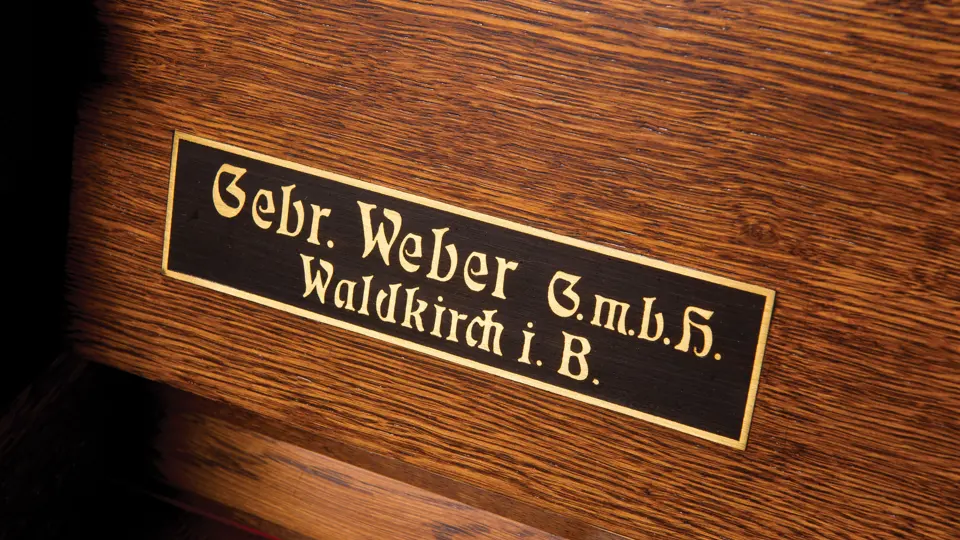 Gebr. Weber G.m.b.H.
Waldkirch i. B.